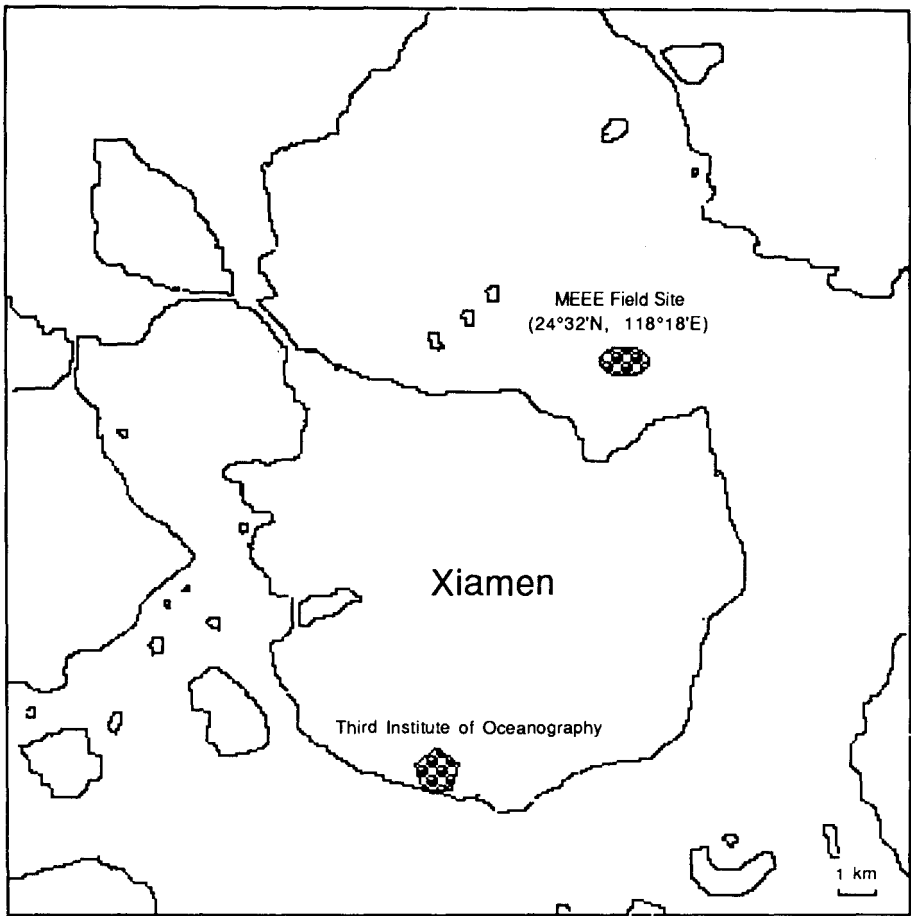 MEEE Field Site
(24°32'N, 118°18'E)
Xiamen
Third Institute of Oceanography
1 km